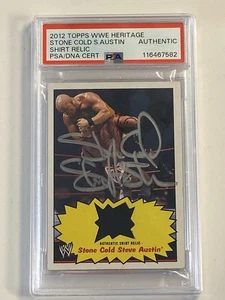 2012 TOPPS WWE HERITAGE
STONE COLD S.AUSTIN AUTHENTIC
SHIRT RELIC
PSA/DNA CERT PSA 116467582
AUTHENTIC SHIRT RELIC
Stone Cold Steve Austin